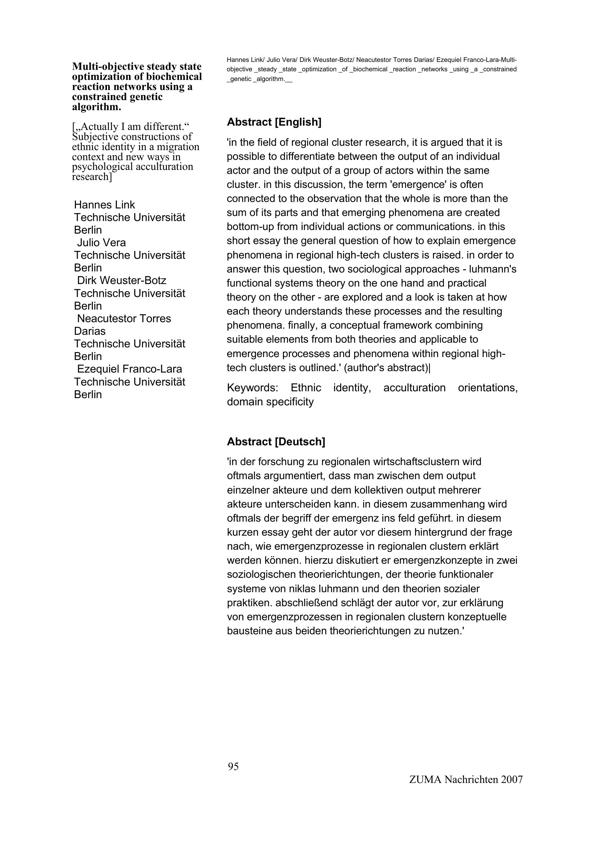 Multi-objective steady state
optimization of biochemical
reaction networks using a
constrained genetic
algorithm.
[„Actually I am different.“
Subjective constructions of
ethnic identity in a migration
context and new ways in
psychological acculturation
research]
Hannes Link
Technische Universität
Berlin
Julio Vera
Technische Universität
Berlin
Dirk Weuster-Botz
Technische Universität
Berlin
Neacutestor Torres
Darias
Technische Universität
Berlin
Ezequiel Franco-Lara
Technische Universität
Berlin
Hannes Link/ Julio Vera/ Dirk Weuster-Botz/ Neacutestor Torres Darias/ Ezequiel Franco-Lara-Multi-
objective _steady _state _optimization _of _biochemical _reaction _networks _using _a _constrained
_genetic _algorithm.__
Abstract [English]
'in the field of regional cluster research, it is argued that it is
possible to differentiate between the output of an individual
actor and the output of a group of actors within the same
cluster. in this discussion, the term 'emergence' is often
connected to the observation that the whole is more than the
sum of its parts and that emerging phenomena are created
bottom-up from individual actions or communications. in this
short essay the general question of how to explain emergence
phenomena in regional high-tech clusters is raised. in order to
answer this question, two sociological approaches - luhmann's
functional systems theory on the one hand and practical
theory on the other - are explored and a look is taken at how
each theory understands these processes and the resulting
phenomena. finally, a conceptual framework combining
suitable elements from both theories and applicable to
emergence processes and phenomena within regional high-
tech clusters is outlined.' (author's abstract)|
Keywords: Ethnic identity, acculturation orientations,
domain specificity
Abstract [Deutsch]
'in der forschung zu regionalen wirtschaftsclustern wird
oftmals argumentiert, dass man zwischen dem output
einzelner akteure und dem kollektiven output mehrerer
akteure unterscheiden kann. in diesem zusammenhang wird
oftmals der begriff der emergenz ins feld geführt. in diesem
kurzen essay geht der autor vor diesem hintergrund der frage
nach, wie emergenzprozesse in regionalen clustern erklärt
werden können. hierzu diskutiert er emergenzkonzepte in zwei
soziologischen theorierichtungen, der theorie funktionaler
systeme von niklas luhmann und den theorien sozialer
praktiken. abschließend schlägt der autor vor, zur erklärung
von emergenzprozessen in regionalen clustern konzeptuelle
bausteine aus beiden theorierichtungen zu nutzen.'
95
ZUMA Nachrichten 2007